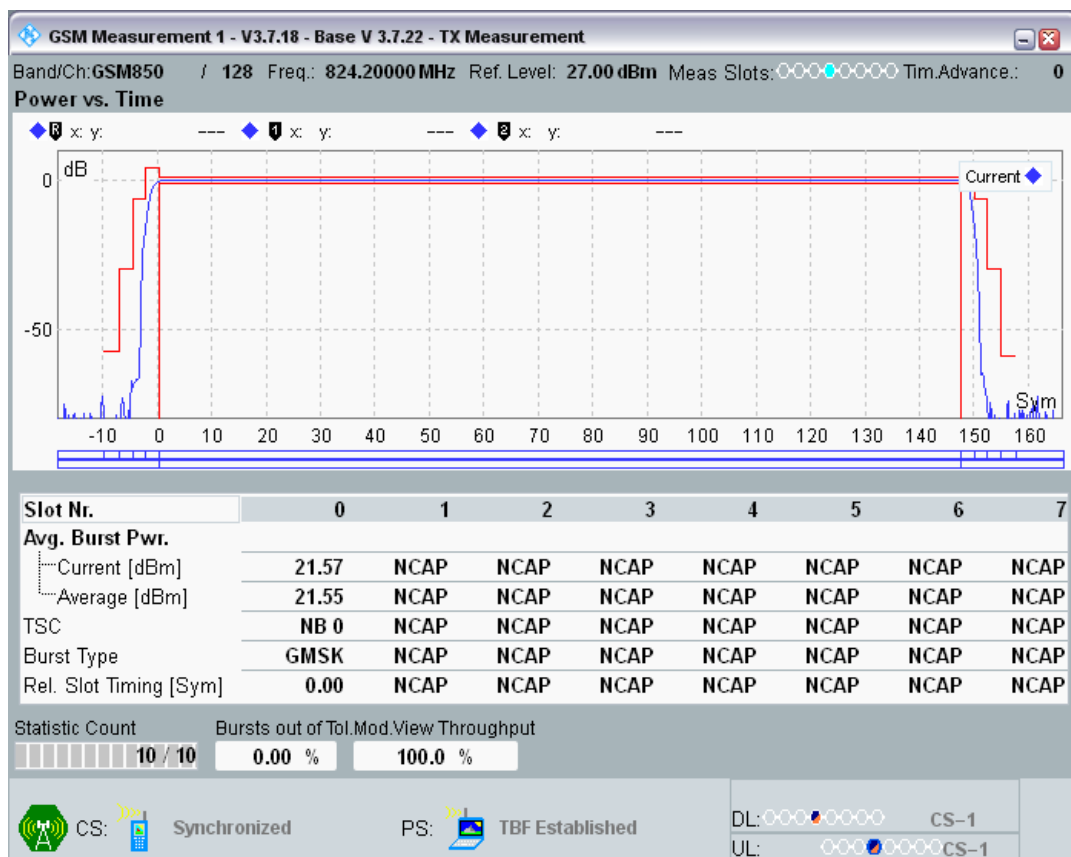 GSM Measurement 1 - V3.7.18 - Base V 3.7.22 - TX Measurement
Band/Ch:GSM850 / 128 Freq.: 824.20000 MHz Ref. Level: 27.00 dBm Meas Slots: Tim.Advance.: 0
Power vs. Time
R x: y: --- 1 x: y: --- 2 x: y: ---
dB
Current
0
-50
Sym
-10 0 10 20 30 40 50 60 70 80 90 100 110 120 130 140 150 160
Slot Nr. 0 1 2 3 4 5 6 7
Avg. Burst Pwr.
Current [dBm] 21.57 NCAP NCAP NCAP NCAP NCAP NCAP NCAP
Average [dBm] 21.55 NCAP NCAP NCAP NCAP NCAP NCAP NCAP
TSC NB 0 NCAP NCAP NCAP NCAP NCAP NCAP NCAP
Burst Type GMSK NCAP NCAP NCAP NCAP NCAP NCAP NCAP
Rel. Slot Timing [Sym] 0.00 NCAP NCAP NCAP NCAP NCAP NCAP NCAP
Statistic Count Bursts out of Tol. Mod.View Throughput
10 / 10 0.00 % 100.0 %
CS: Synchronized PS: TBF Established
DL: CS-1
UL: CS-1